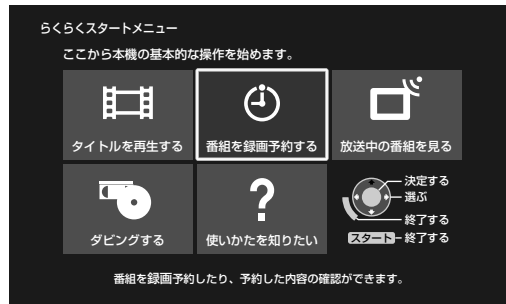 らくらくスタートメニュー
ここから本機の基本的な操作を始めます。
タイトルを再生する
番組を録画予約する
放送中の番組を見る
ダビングする
使いかたを知りたい
決定する
選ぶ
終了する
スタート 終了する
番組を録画予約したり、予約した内容の確認ができます。